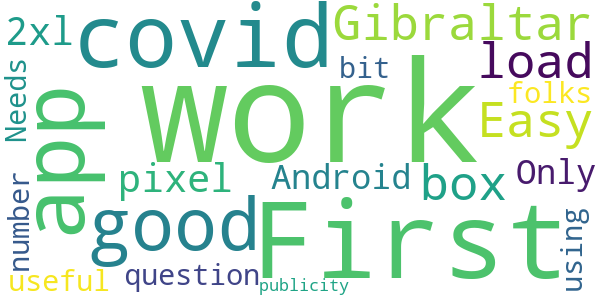 2xl
covid
Gibraltar
Needs
app
work
bit
load
folks
Easy
pixel
Android
box
Only
number
good
First
using
useful
question
publicity